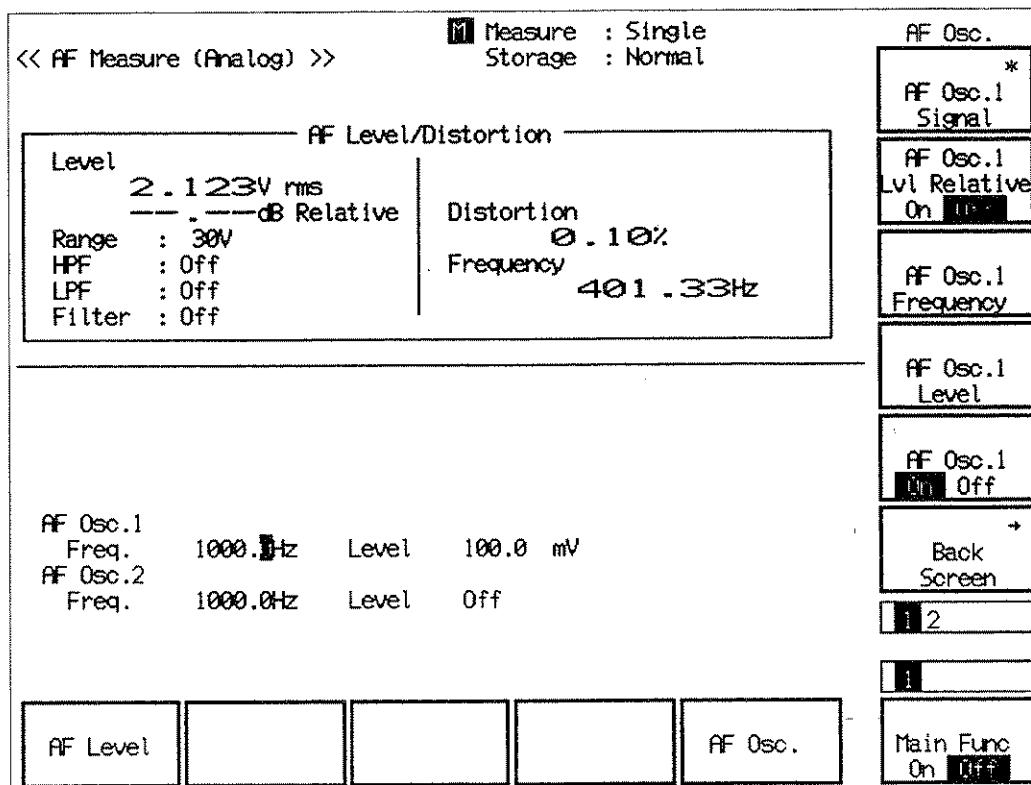 << AF Measure (Analog) >>
M Measure : Single
Storage : Normal
AF Level/Distortion
Level
2.123V rms
---.--dB Relative
Range : 30V
HPF : Off
LPF : Off
Filter : Off
Distortion
0.10%
Frequency
401.33Hz
AF Osc.1
Freq. 1000.0Hz Level 100.0 mV
AF Osc.2
Freq. 1000.0Hz Level Off
AF Level
AF Osc.
AF Osc.
*
AF Osc.1
Signal
AF Osc.1
Lvl Relative
On Off
AF Osc.1
Frequency
AF Osc.1
Level
AF Osc.1
On Off
→
Back
Screen
1 2
1
Main Func
On Off